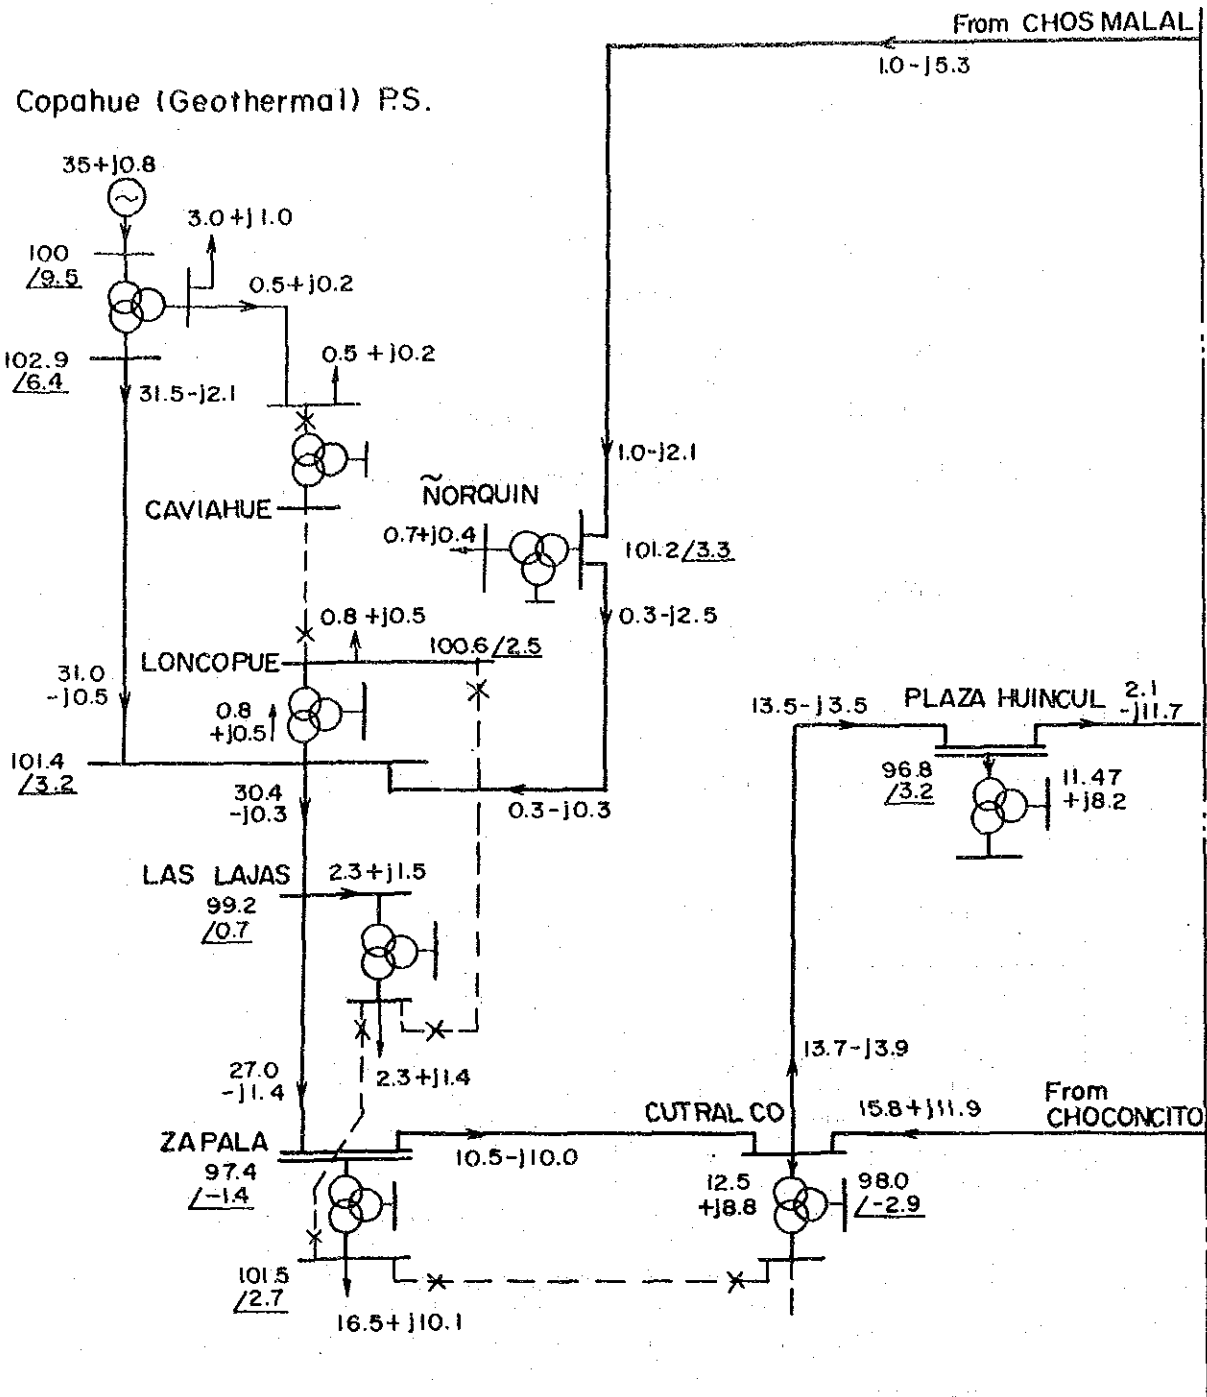 From CHOS MALAL
1.0-j5.3
Copahue (Geothermal) P.S.
35+j0.8
3.0+j1.0
100
/9.5
0.5+j0.2
102.9
/6.4
0.5+j0.2
31.5-j2.1
1.0-j2.1
ÑORQUIN
CAVIAHUE
0.7+j0.4
101.2/3.3
0.8+j0.5
0.3-j2.5
100.6/2.5
LONCOPUE
31.0
-j0.5
0.8
+j0.5
PLAZA HUINCUL
2.1
-j11.7
13.5-j3.5
101.4
/3.2
96.8
/3.2
11.47
+j8.2
30.4
-j0.3
0.3-j0.3
LAS LAJAS
2.3+j1.5
99.2
/0.7
13.7-j3.9
27.0
-j1.4
2.3+j1.4
From
CHOCONCITO
CUTRAL CO
15.8+j11.9
ZAPALA
10.5-j10.0
97.4
/-1.4
12.5
+j8.8
98.0
/-2.9
101.5
/2.7
16.5+j10.1